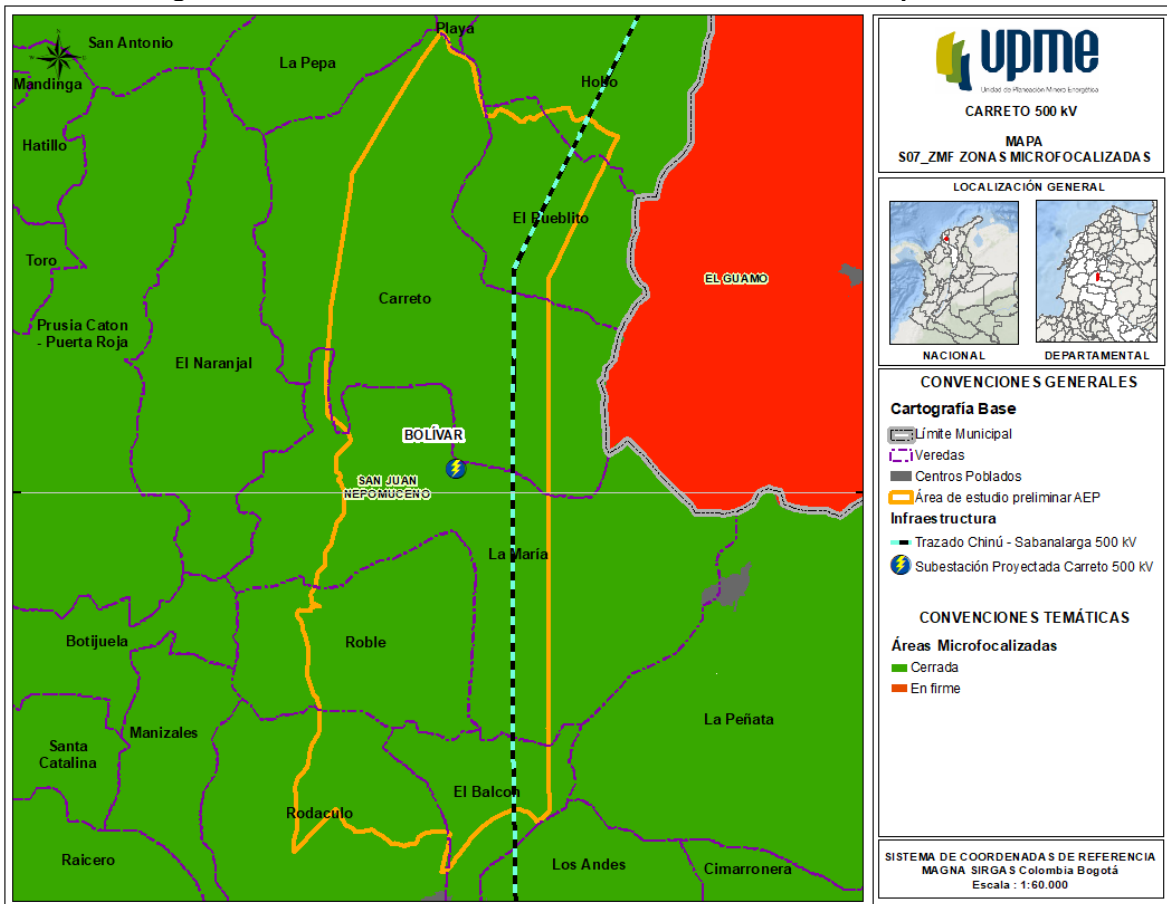 San Antonio
Playa
La Pepa
Mandinga
Hobo
Hatillo
El Pueblito
Toro
EL GUAMO
Carreto
Prusia Caton
- Puerta Roja
El Naranjal
BOLÍVAR
SAN JUAN
NEPOMUCENO
La María
Botijuela
Roble
Manizales
La Peñata
Santa
Catalina
El Balcon
Rodaculo
Raicero
Los Andes
Cimarronera
upme
Unidad de Planeación Minero Energética
CARRETO 500 kV
MAPA
S07_ZMF ZONAS MICROFOCALIZADAS
LOCALIZACIÓN GENERAL
NACIONAL
DEPARTAMENTAL
CONVENCIONES GENERALES
Cartografía Base
Límite Municipal
Veredas
Centros Poblados
Área de estudio preliminar AEP
Infraestructura
Trazado Chinú - Sabanalarga 500 kV
Subestación Proyectada Carreto 500 kV
CONVENCIONES TEMÁTICAS
Áreas Microfocalizadas
Cerrada
En firme
SISTEMA DE COORDENADAS DE REFERENCIA
MAGNA SIRGAS Colombia Bogotá
Escala : 1:60.000